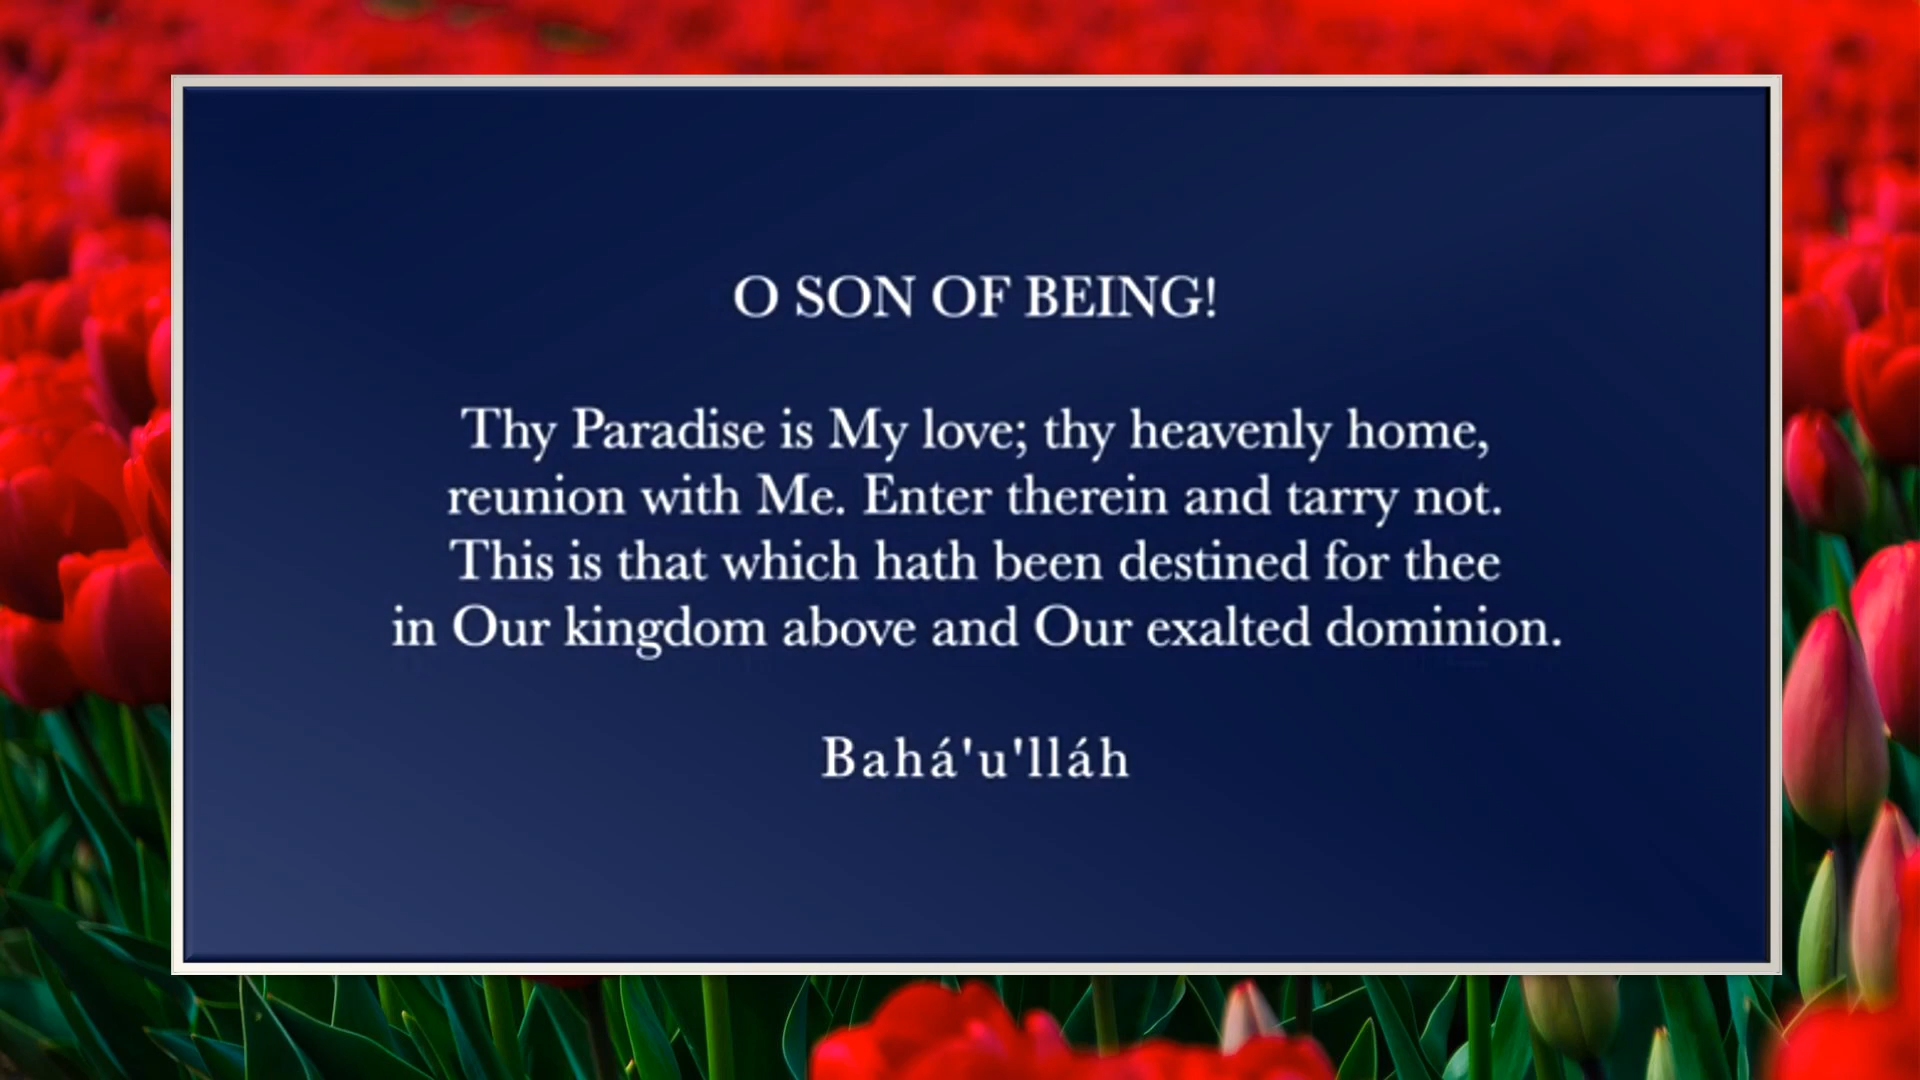 O SON OF BEING!
Thy Paradise is My love; thy heavenly home,
reunion with Me. Enter therein and tarry not.
This is that which hath been destined for thee
in Our kingdom above and Our exalted dominion.
Bahá'u'lláh